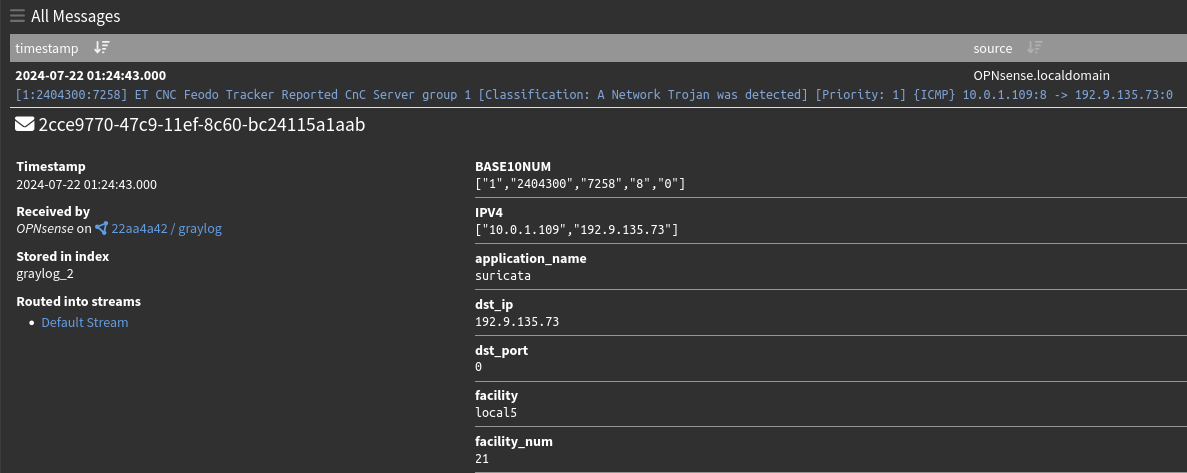 All Messages
timestamp source
2024-07-22 01:24:43.000 OPNsense.localdomain
[1:2404300:7258] ET CNC Feodo Tracker Reported CnC Server group 1 [Classification: A Network Trojan was detected] [Priority: 1] {ICMP} 10.0.1.109:8 -> 192.9.135.73:0
2cce9770-47c9-11ef-8c60-bc24115a1aab
Timestamp
2024-07-22 01:24:43.000
Received by
OPNsense on 22aa4a42 / graylog
Stored in index
graylog_2
Routed into streams
• Default Stream
BASE10NUM
["1","2404300","7258","8","0"]
IPV4
["10.0.1.109","192.9.135.73"]
application_name
suricata
dst_ip
192.9.135.73
dst_port
0
facility
local5
facility_num
21